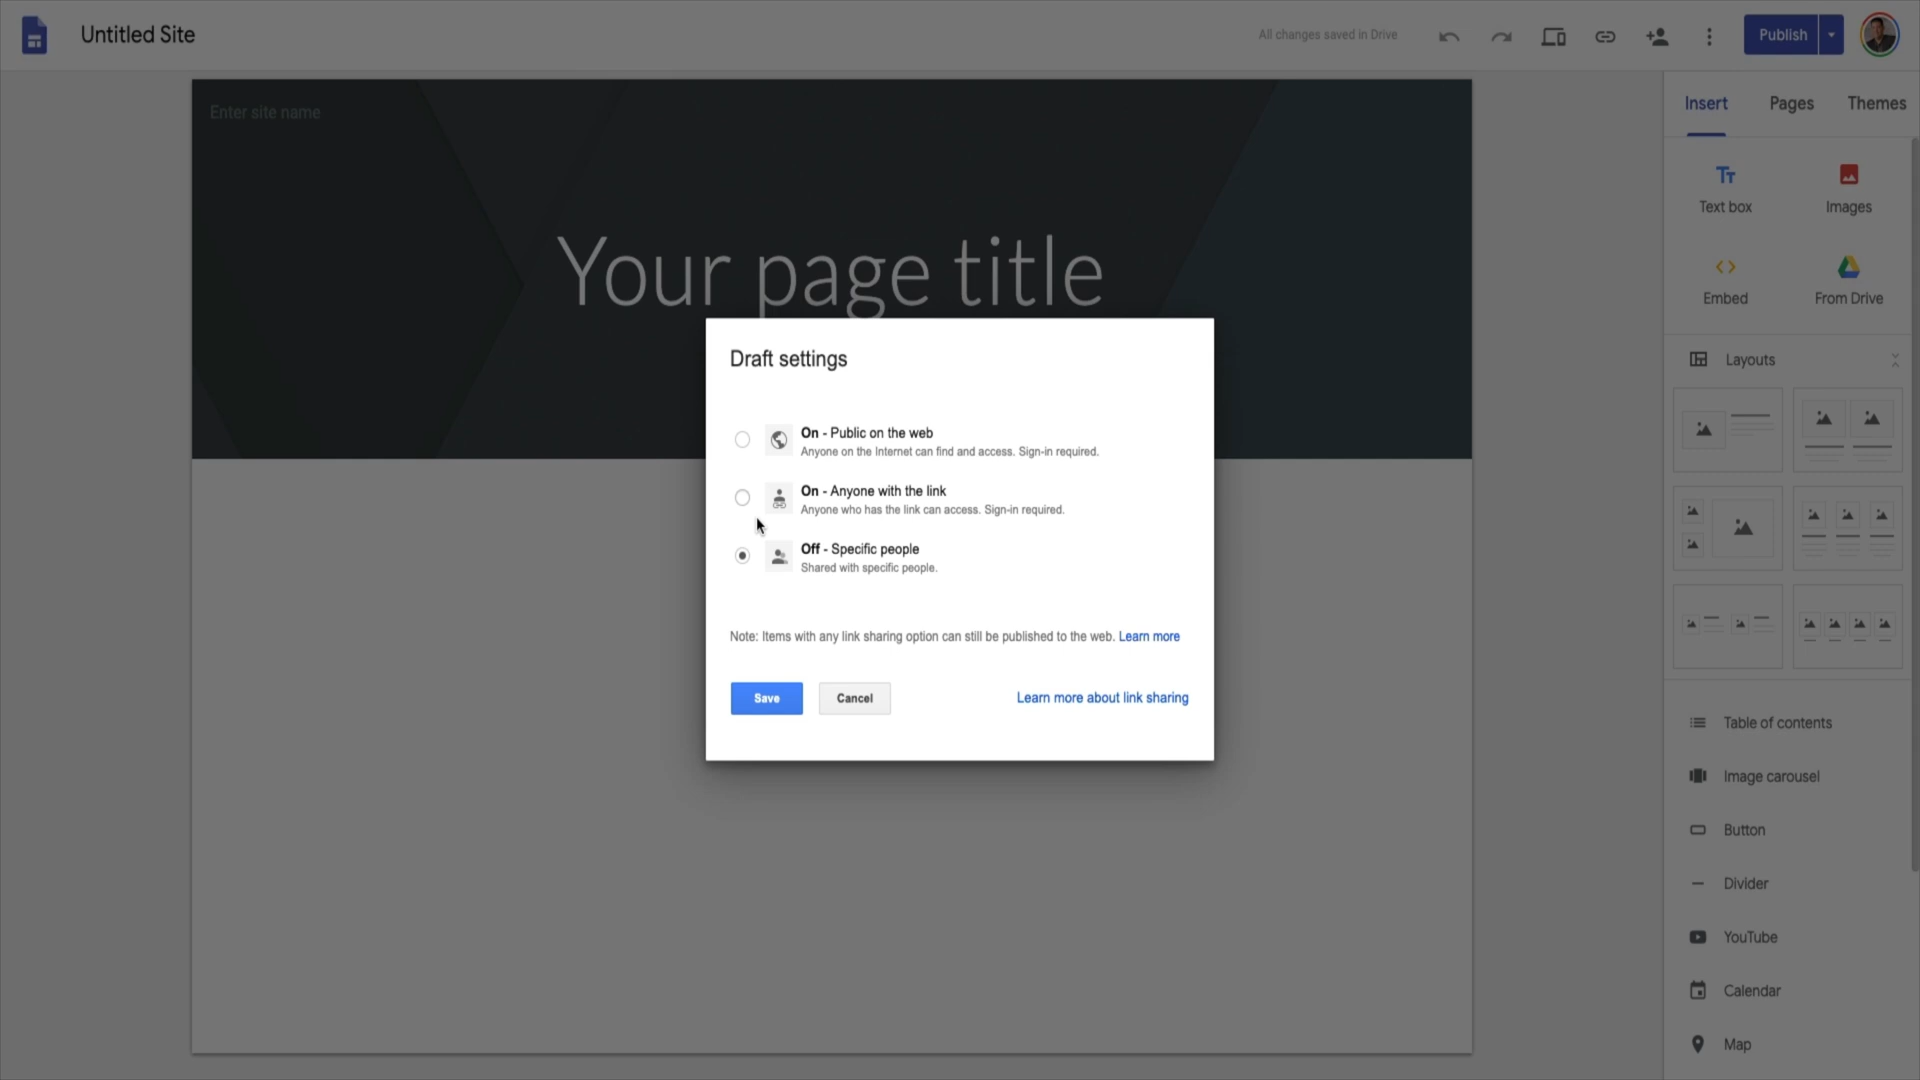 Untitled Site
All changes saved in Drive
Publish
Insert
Pages
Themes
Enter site name
Your page title
Text box
Images
Embed
From Drive
Layouts
Draft settings
On - Public on the web
Anyone on the Internet can find and access. Sign-in required.
On - Anyone with the link
Anyone who has the link can access. Sign-in required.
Off - Specific people
Shared with specific people.
Note: Items with any link sharing option can still be published to the web. Learn more
Save
Cancel
Learn more about link sharing
Table of contents
Image carousel
Button
Divider
YouTube
Calendar
Map